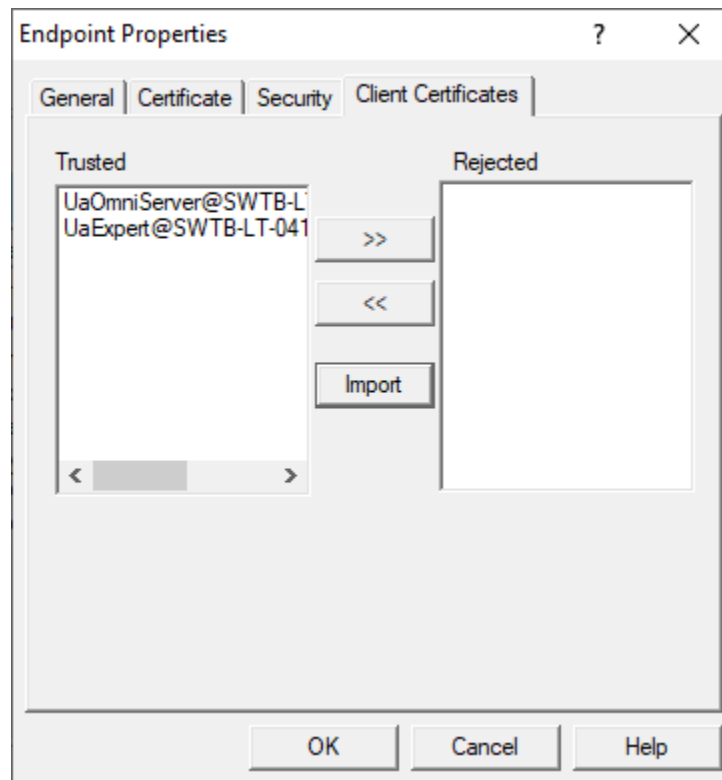 Endpoint Properties
?
General
Certificate
Security
Client Certificates
Trusted
Rejected
UaOmniServer@SWTB-L
UaExpert@SWTB-LT-041
>>
<<
Import
OK
Cancel
Help